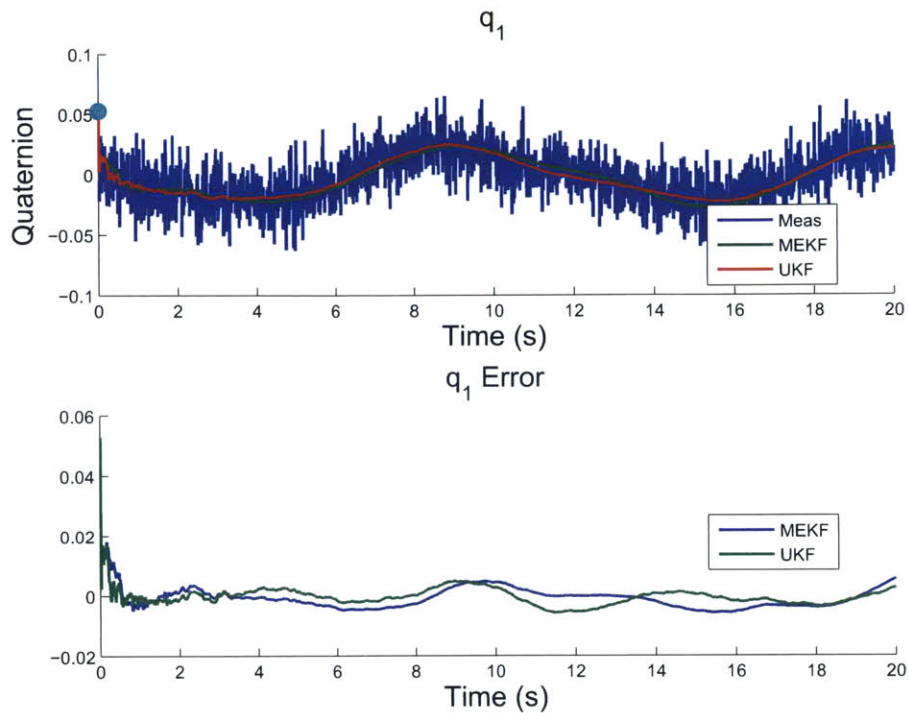 q1
0.1
0.05
0
−0.05
−0.1
Quaternion
Meas
MEKF
UKF
0 2 4 6 8 10 12 14 16 18 20
Time (s)
q1 Error
0.06
0.04
0.02
0
−0.02
MEKF
UKF
0 2 4 6 8 10 12 14 16 18 20
Time (s)